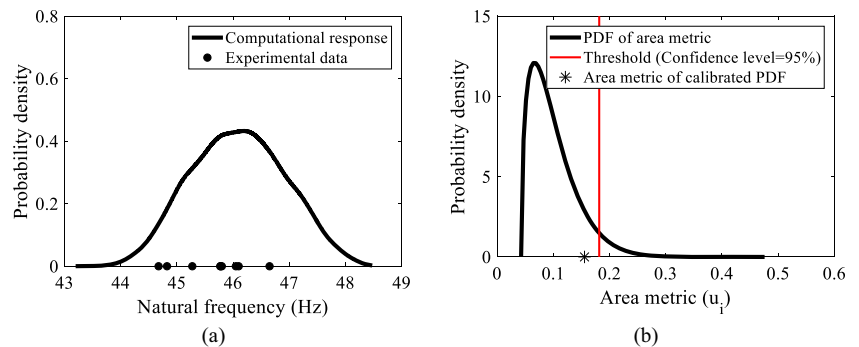 0.8
0.6
0.4
0.2
0
43 44 45 46 47 48 49
Probability density
Natural frequency (Hz)
Computational response
Experimental data
(a)
15
10
5
0
0 0.1 0.2 0.3 0.4 0.5 0.6
Probability density
Area metric (u_i)
PDF of area metric
Threshold (Confidence level=95%)
Area metric of calibrated PDF
(b)